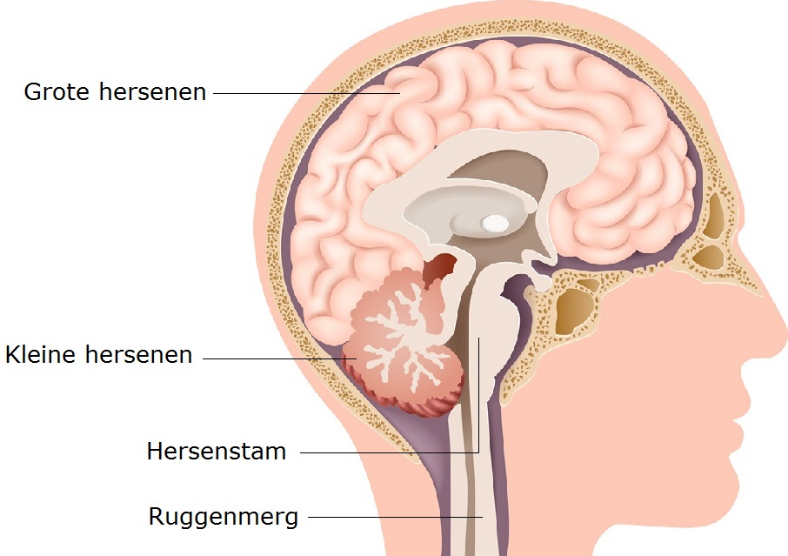 Grote hersenen
Kleine hersenen
Hersenstam
Ruggenmerg